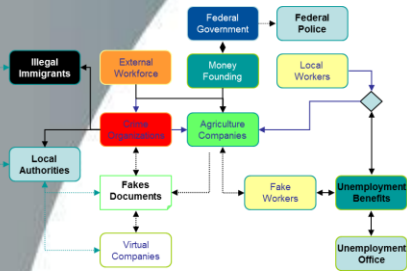 Federal
Government
Federal
Police
Illegal
Immigrants
External
Workforce
Money
Founding
Local
Workers
Crime
Organizations
Agriculture
Companies
Local
Authorities
Fakes
Documents
Fake
Workers
Unemployment
Benefits
Virtual
Companies
Unemployment
Office